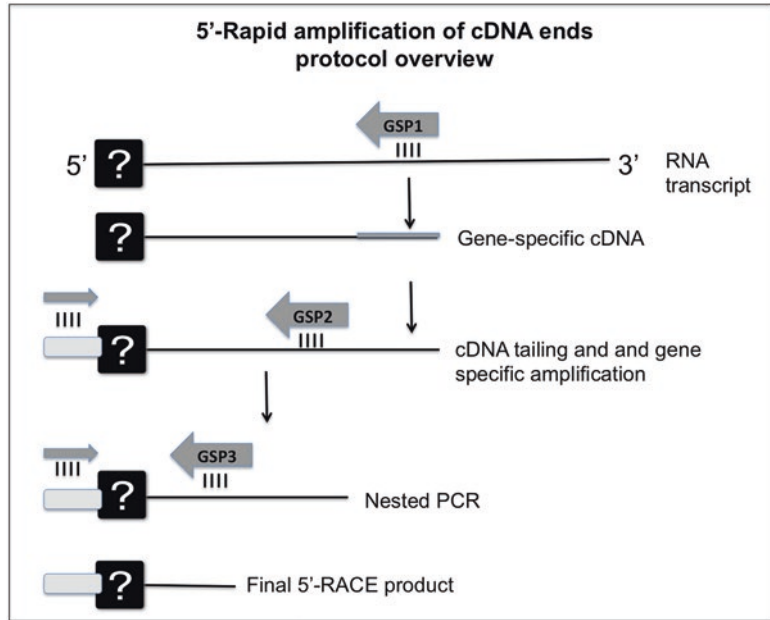 5’-Rapid amplification of cDNA ends
protocol overview
GSP1
5’ ? 3’ RNA
transcript
? Gene-specific cDNA
GSP2
? cDNA tailing and and gene
specific amplification
GSP3
? Nested PCR
? Final 5’-RACE product